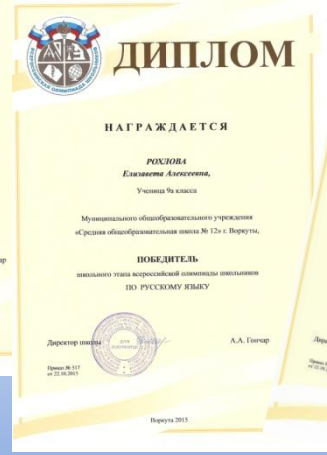 ДИПЛОМ
НАГРАЖДАЕТСЯ
РОХЛОВА
Елизавета Алексеевна,
Ученица 9а класса
Муниципального общеобразовательного учреждения
«Средняя общеобразовательная школа № 12» г. Воркуты,
ПОБЕДИТЕЛЬ
школьного этапа всероссийской олимпиады школьников
ПО РУССКОМУ ЯЗЫКУ
Директор школы А.А. Гончар
Приказ № 517
от 22.10.2015
Воркута 2015